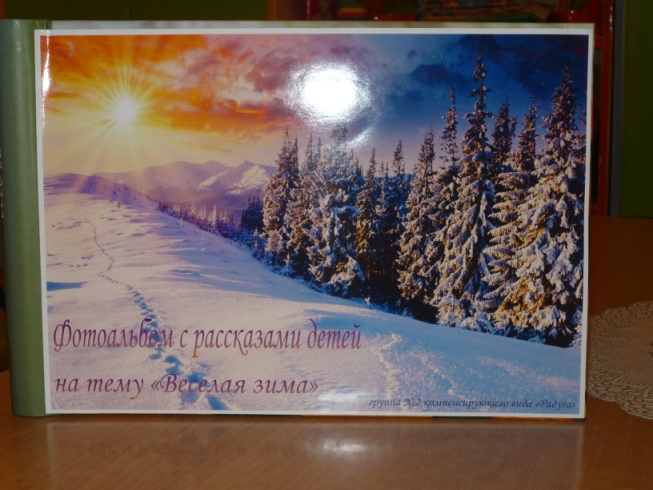 Фотоальбом с рассказами детей
на тему «Веселая зима»
группа №2 компенсирующего вида «Радуга»